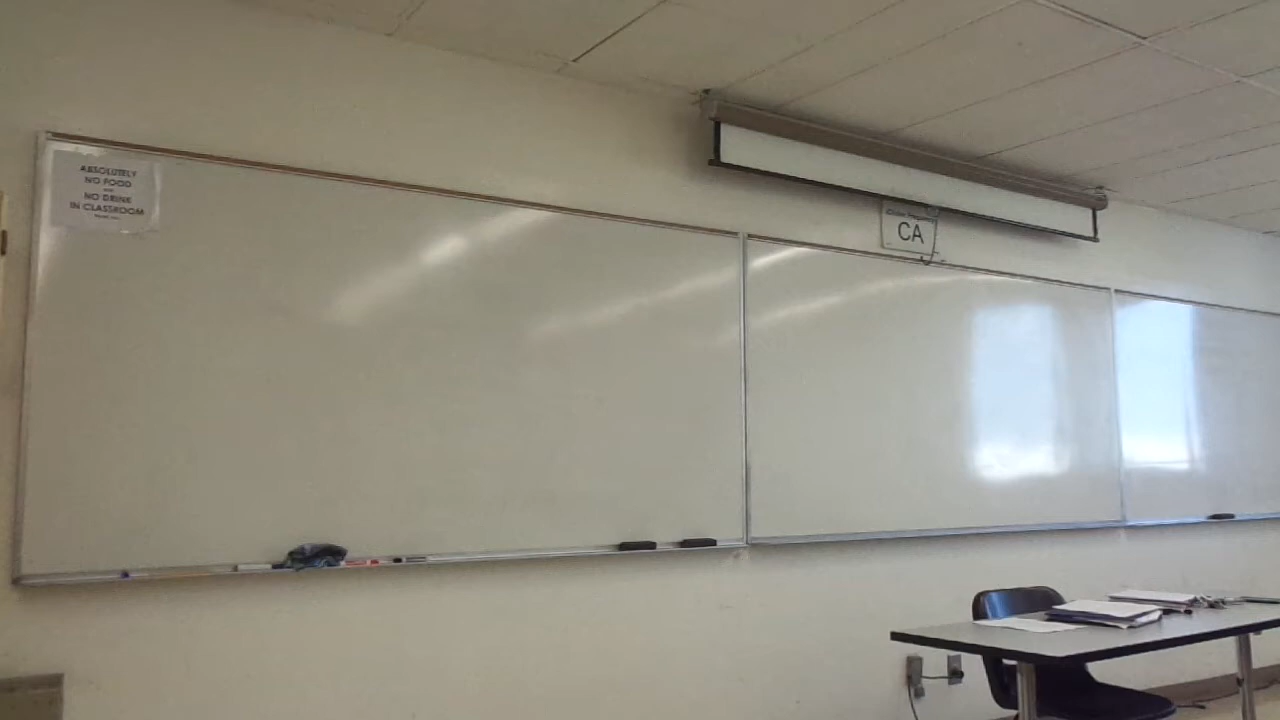 ABSOLUTELY
NO FOOD
NO DRINK
IN CLASSROOM
CA